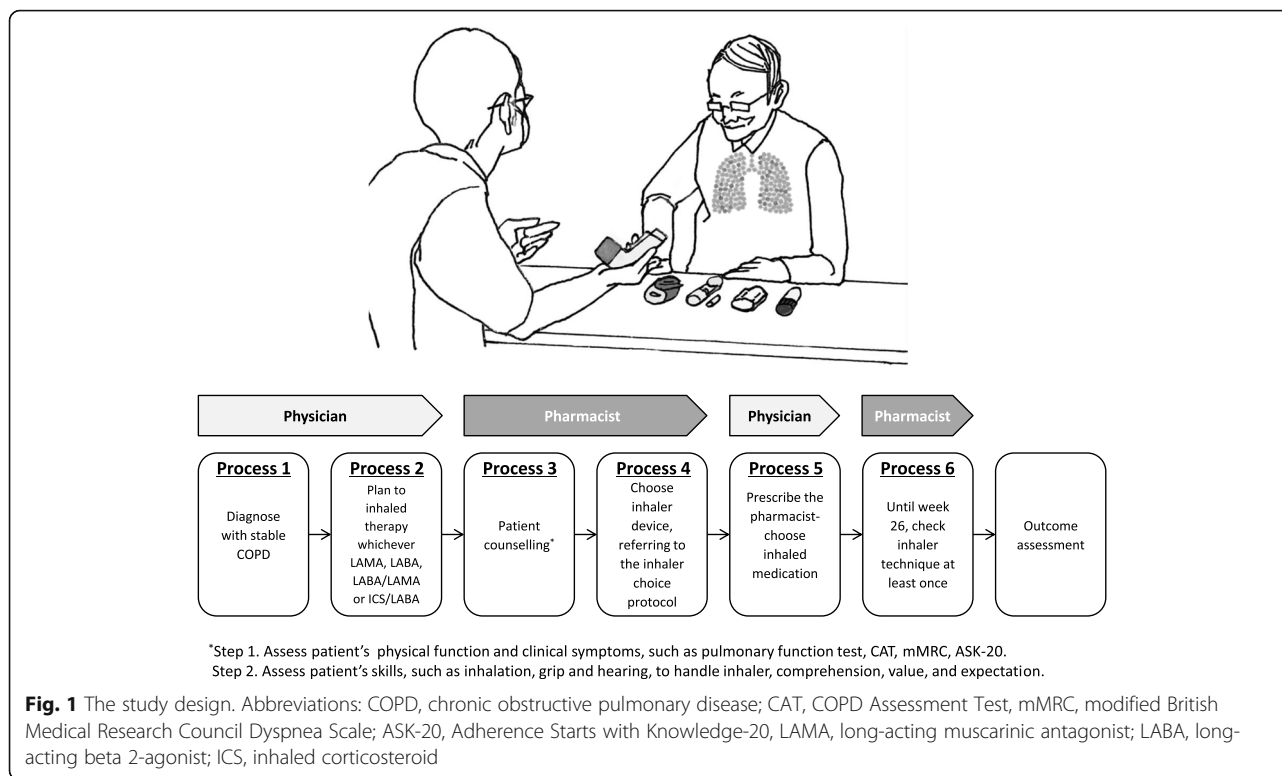 Physician
Pharmacist
Physician
Pharmacist
Process 1
Diagnose
with stable
COPD
Process 2
Plan to
inhaled
therapy
whichever
LAMA, LABA,
LABA/LAMA
or ICS/LABA
Process 3
Patient
counselling*
Process 4
Choose
inhaler
device,
referring to
the inhaler
choice
protocol
Process 5
Prescribe the
pharmacist-
choose
inhaled
medication
Process 6
Until week
26, check
inhaler
technique at
least once
Outcome
assessment
*Step 1. Assess patient's physical function and clinical symptoms, such as pulmonary function test, CAT, mMRC, ASK-20.
Step 2. Assess patient's skills, such as inhalation, grip and hearing, to handle inhaler, comprehension, value, and expectation.
Fig. 1 The study design. Abbreviations: COPD, chronic obstructive pulmonary disease; CAT, COPD Assessment Test, mMRC, modified British
Medical Research Council Dyspnea Scale; ASK-20, Adherence Starts with Knowledge-20, LAMA, long-acting muscarinic antagonist; LABA, long-
acting beta 2-agonist; ICS, inhaled corticosteroid